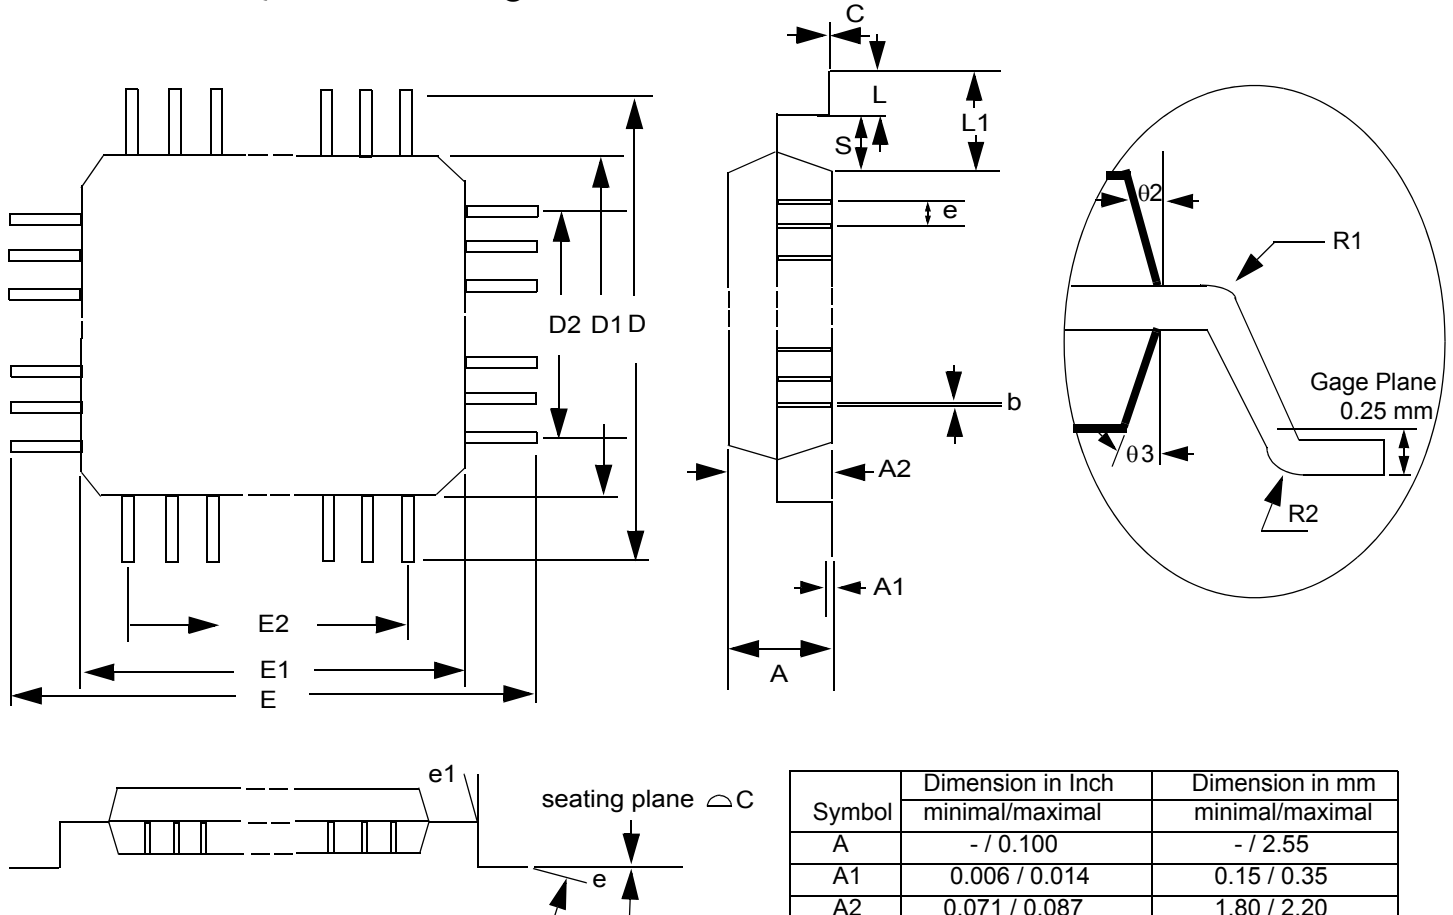 C
L
L1
S
e
θ2
R1
D2 D1 D
Gage Plane
0.25 mm
b
θ3
A2
R2
A1
E2
E1
A
E
e1
seating plane C
e
Symbol Dimension in Inch Dimension in mm
minimal/maximal minimal/maximal
A - / 0.100 - / 2.55
A1 0.006 / 0.014 0.15 / 0.35
A2 0.071 / 0.087 1.80 / 2.20